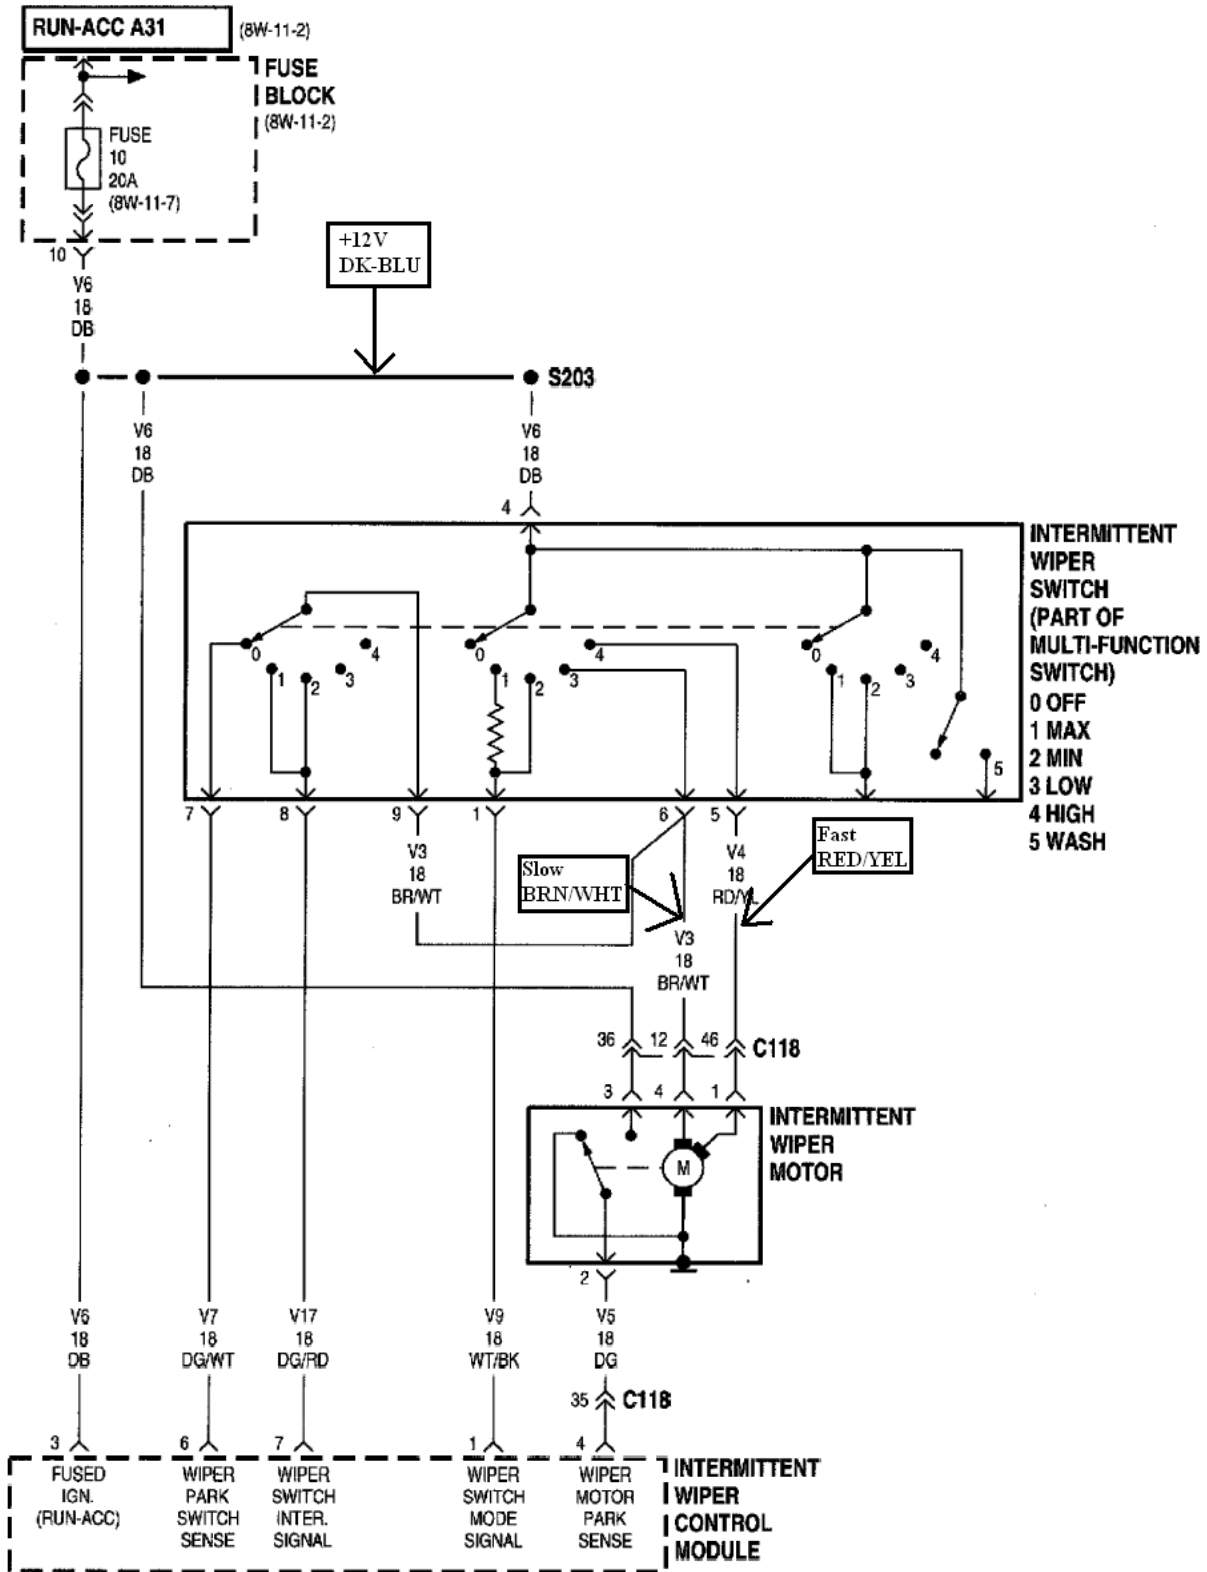 RUN-ACC A31
(8W-11-2)
FUSE
BLOCK
(8W-11-2)
FUSE
10
20A
(8W-11-7)
10
V6
18
DB
+12V
DK-BLU
S203
V6
18
DB
V6
18
DB
4
INTERMITTENT
WIPER
SWITCH
(PART OF
MULTI-FUNCTION
SWITCH)
0 OFF
1 MAX
2 MIN
3 LOW
4 HIGH
5 WASH
0
1
2
3
4
0
1
2
3
4
0
1
2
3
4
5
7
8
9
1
6
5
V3
18
BR/WT
Slow
BRN/WHT
V4
18
RD/YL
Fast
RED/YEL
V3
18
BR/WT
36
12
46
C118
3
4
1
INTERMITTENT
WIPER
MOTOR
M
2
V6
18
DB
V7
18
DG/WT
V17
18
DG/RD
V9
18
WT/BK
V5
18
DG
35
C118
3
6
7
1
4
FUSED
IGN.
(RUN-ACC)
WIPER
PARK
SWITCH
SENSE
WIPER
SWITCH
INTER.
SIGNAL
WIPER
SWITCH
MODE
SIGNAL
WIPER
MOTOR
PARK
SENSE
INTERMITTENT
WIPER
CONTROL
MODULE